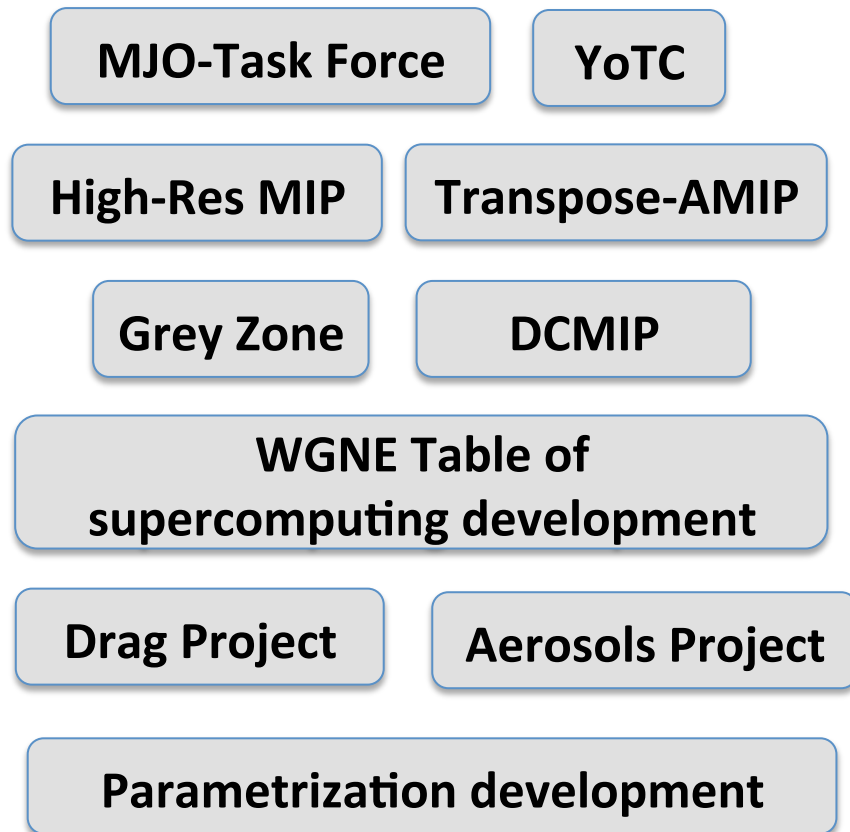 MJO-Task Force
YoTC
High-Res MIP
Transpose-AMIP
Grey Zone
DCMIP
WGNE Table of
supercomputing development
Drag Project
Aerosols Project
Parametrization development